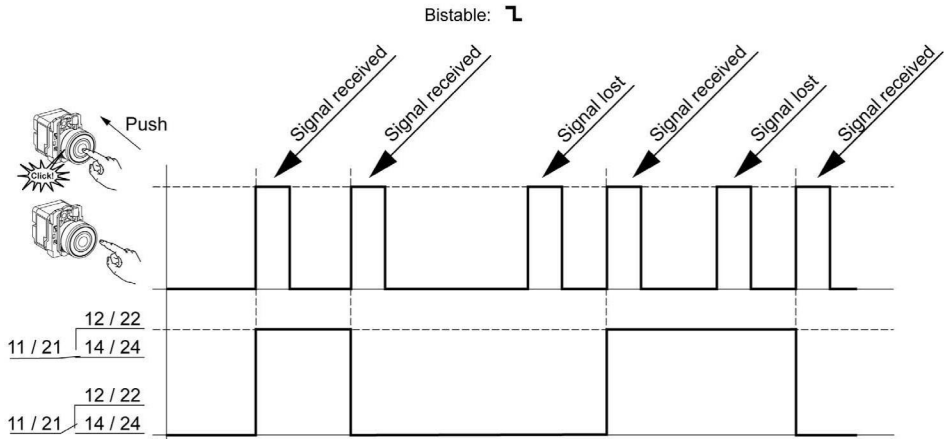 Bistable:
Signal received
Signal received
Signal lost
Signal received
Signal lost
Signal received
Push
Click!
12 / 22
11 / 21 14 / 24
12 / 22
11 / 21 14 / 24